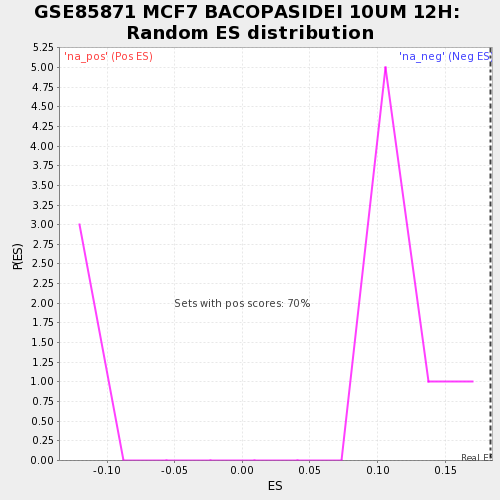 GSE85871 MCF7 BACOPASIDEI 10UM 12H:
Random ES distribution
'na_pos' (Pos ES)
'na_neg' (Neg ES
5.25
5.00
4.75
4.50
4.25
4.00
3.75
3.50
3.25
3.00
2.75
2.50
2.25
2.00
1.75
1.50
1.25
1.00
0.75
0.50
0.25
0.00
P(ES)
Sets with pos scores: 70%
Real E
-0.10 -0.05 0.00 0.05 0.10 0.15
ES